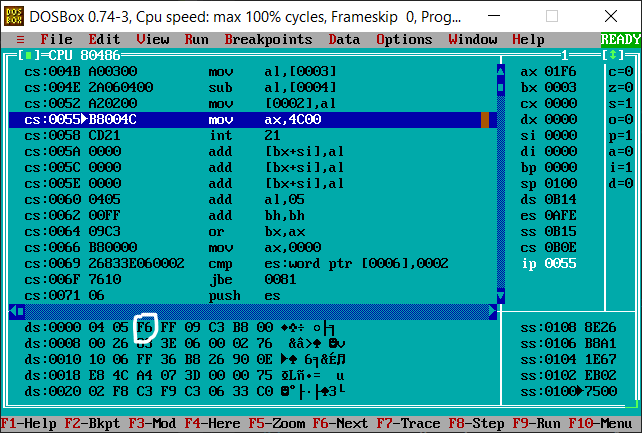 DOSBox 0.74-3, Cpu speed: max 100% cycles, Frameskip 0, Prog...
≡ File Edit View Run Breakpoints Data Options Window Help READY
[■]=CPU 80486 1 [↕]
cs:004B A00300 mov al,[0003]
cs:004E 2A060400 sub al,[0004]
cs:0052 A20200 mov [0002],al
cs:0055►B8004C mov ax,4C00
cs:0058 CD21 int 21
cs:005A 0000 add [bx+si],al
cs:005C 0000 add [bx+si],al
cs:005E 0000 add [bx+si],al
cs:0060 0405 add al,05
cs:0062 00FF add bh,bh
cs:0064 09C3 or bx,ax
cs:0066 BB0000 mov ax,0000
cs:0069 26833E060002 cmp es:word ptr [0006],0002
cs:006F 7610 jbe 0081
cs:0071 06 push es
ax 01F6 c=0
bx 0003 z=0
cx 0000 s=1
dx 0000 o=0
si 0000 p=1
di 0000 a=0
bp 0000 i=1
sp 0100 d=0
ds 0B14
es 0AFE
ss 0B15
cs 0B0E
ip 0055
ds:0000 04 05 F6 FF 09 C3 B8 00
ds:0008 00 26 83 3E 06 00 02 76
ds:0010 10 06 FF 36 B8 26 90 0E
ds:0018 E8 4C A4 07 3D 00 00 75
ds:0020 02 F8 C3 F9 C3 06 33 C0
ss:0108 8E26
ss:0106 B8A1
ss:0104 1E67
ss:0102 EB02
ss:0100►7500
F1-Help F2-Bkpt F3-Mod F4-Here F5-Zoom F6-Next F7-Trace F8-Step F9-Run F10-Menu